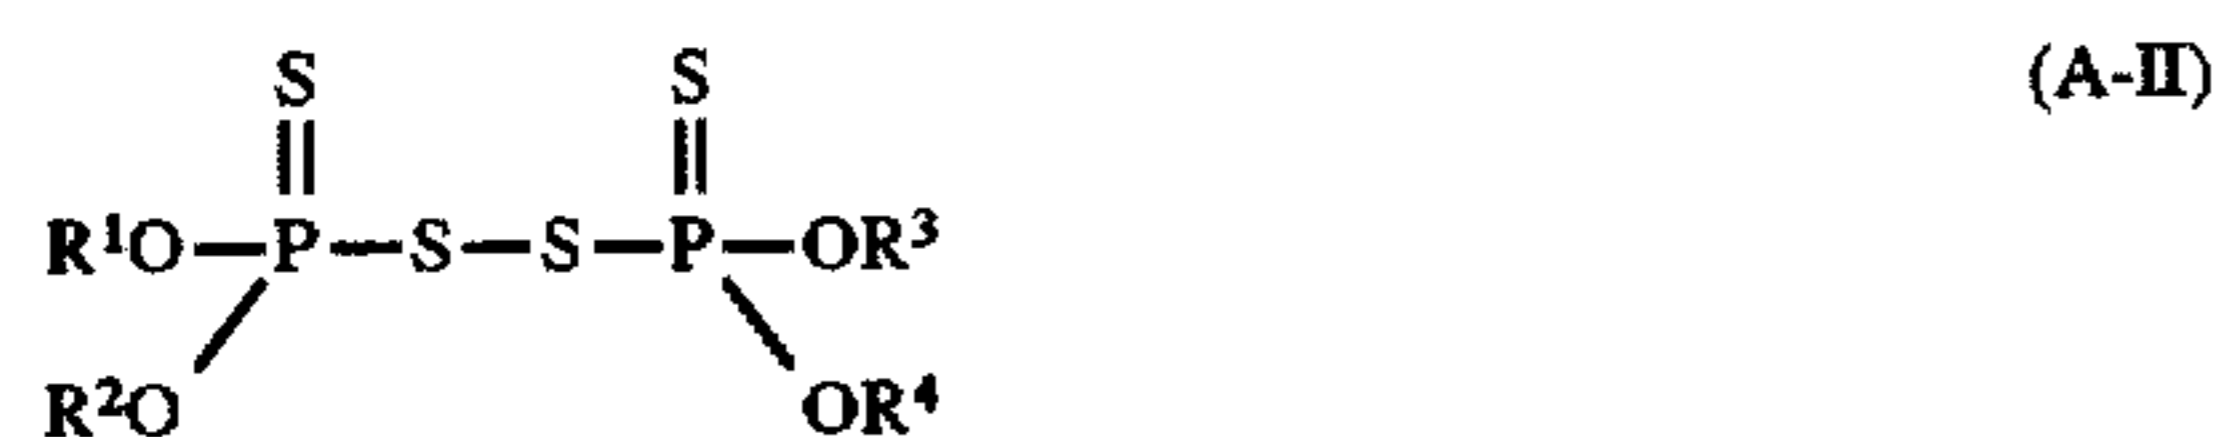 S S (A-II)
R¹O—P—S—S—P—OR³
R²O OR⁴